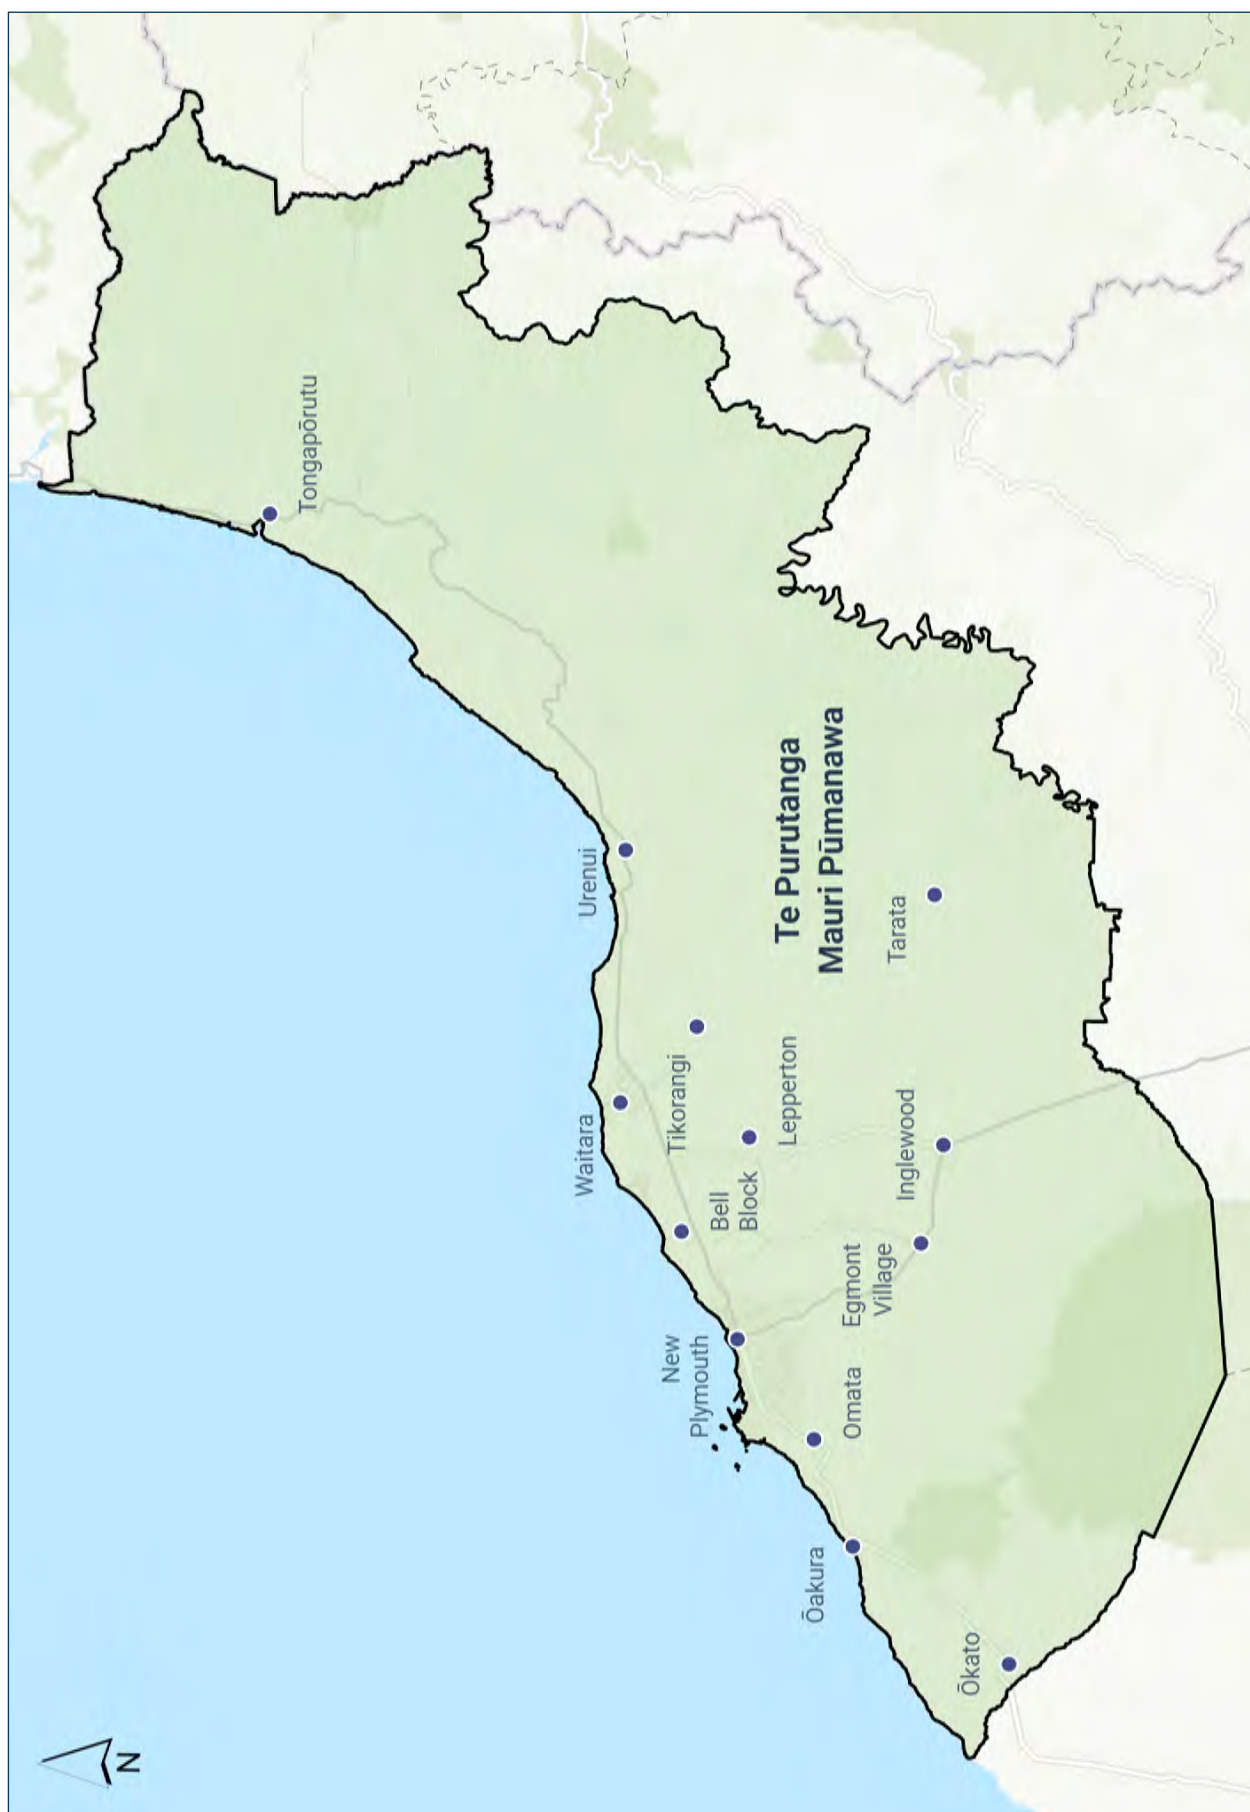 Tongapōrutu
Urenui
Te Purutanga
Mauri Pūmanawa
Tarata
Waitara
Tikorangi
Lepperton
Bell
Block
Inglewood
New
Plymouth
Egmont
Village
Omata
Ōakura
Ōkato
N